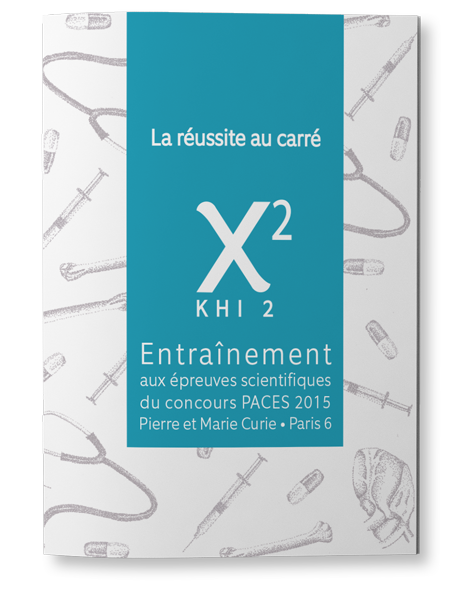 La réussite au carré
X²
KHI 2
Entraînement
aux épreuves scientifiques
du concours PACES 2015
Pierre et Marie Curie • Paris 6